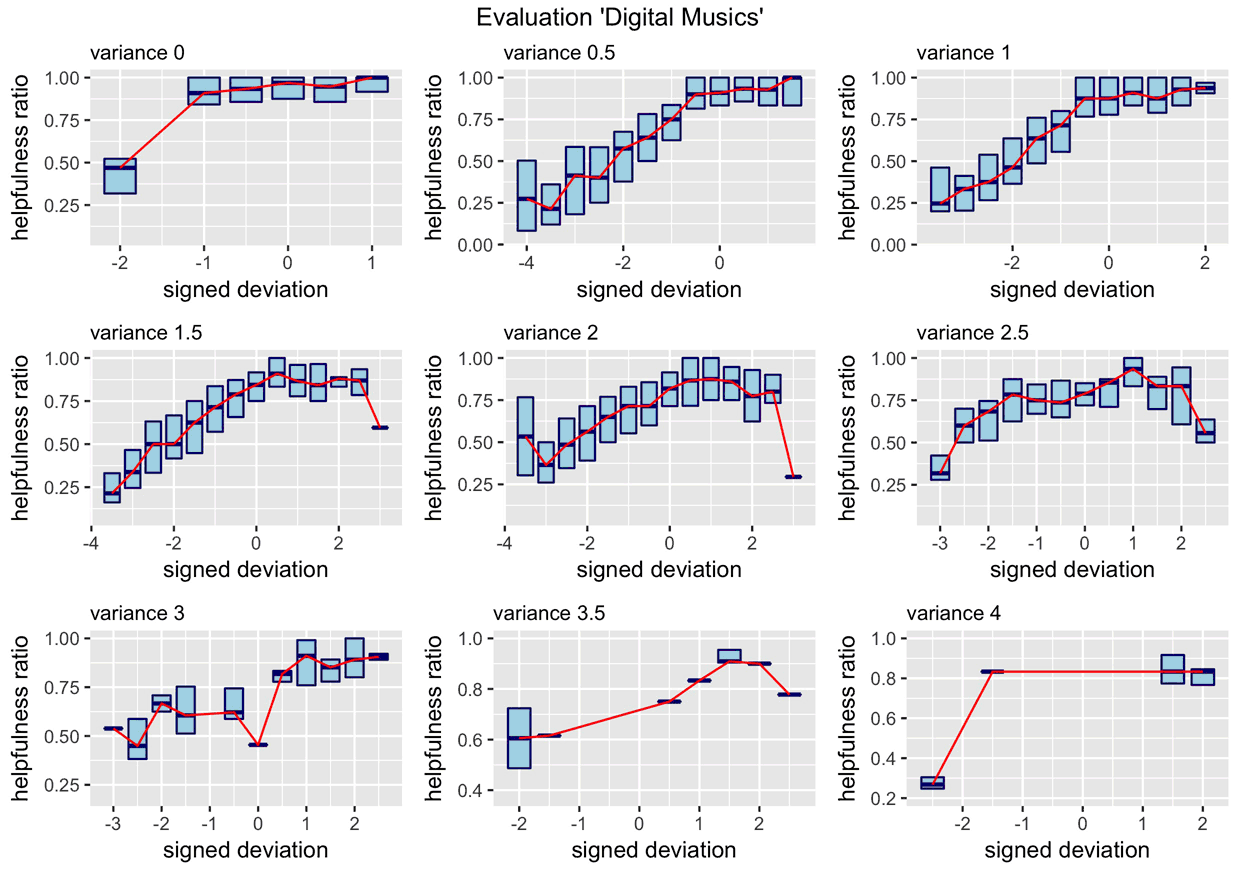 Evaluation 'Digital Musics'
variance 0
helpfulness ratio
1.00
0.75
0.50
0.25
-2 -1 0 1
signed deviation
variance 0.5
helpfulness ratio
1.00
0.75
0.50
0.25
0.00
-4 -2 0
signed deviation
variance 1
helpfulness ratio
1.00
0.75
0.50
0.25
0.00
-2 0 2
signed deviation
variance 1.5
helpfulness ratio
1.00
0.75
0.50
0.25
-4 -2 0 2
signed deviation
variance 2
helpfulness ratio
1.00
0.75
0.50
0.25
-4 -2 0 2
signed deviation
variance 2.5
helpfulness ratio
1.00
0.75
0.50
0.25
-3 -2 -1 0 1 2
signed deviation
variance 3
helpfulness ratio
1.00
0.75
0.50
0.25
-3 -2 -1 0 1 2
signed deviation
variance 3.5
helpfulness ratio
1.0
0.8
0.6
0.4
-2 -1 0 1 2
signed deviation
variance 4
helpfulness ratio
1.0
0.8
0.6
0.4
0.2
-2 -1 0 1 2
signed deviation